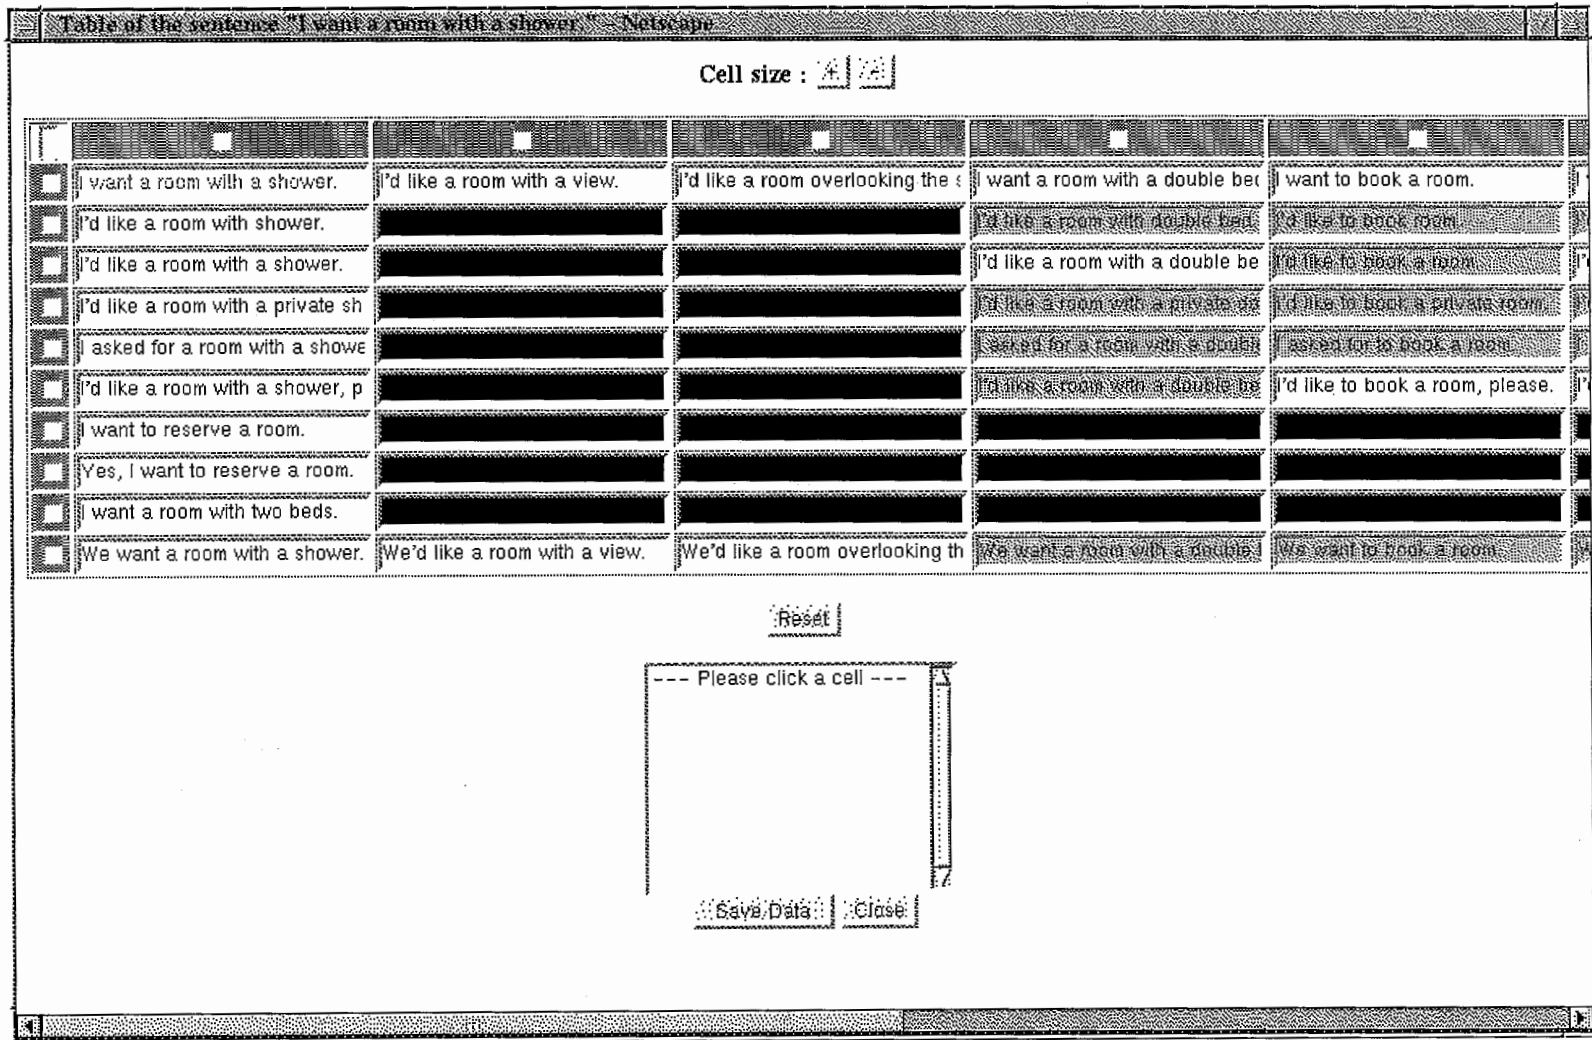 Table of the sentence "I want a room with a shower." - Netscape
Cell size :
I want a room with a shower. I'd like a room with a view. I'd like a room overlooking the s I want a room with a double bed I want to book a room.
I'd like a room with shower. I'd like a room with double bed I'd like to book room.
I'd like a room with a shower. I'd like a room with a double be I'd like to book a room.
I'd like a room with a private sh I'd like a room with a private do I'd like to book a private room.
I asked for a room with a showe I asked for a room with a double I asked for to book a room.
I'd like a room with a shower, p I'd like a room with a double be I'd like to book a room, please.
I want to reserve a room.
Yes, I want to reserve a room.
I want a room with two beds.
We want a room with a shower. We'd like a room with a view. We'd like a room overlooking th We want a room with a double We want to book a room.
Reset
--- Please click a cell ---
Save Data Close